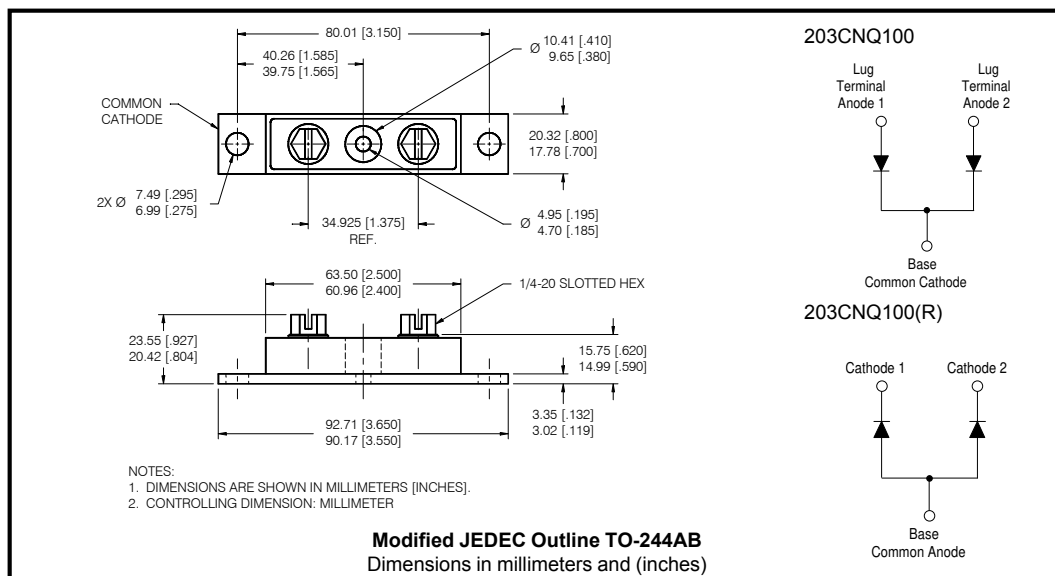 80.01 [3.150]
40.26 [1.585]
39.75 [1.565]
Ø 10.41 [.410]
9.65 [.380]
COMMON
CATHODE
20.32 [.800]
17.78 [.700]
2X Ø 7.49 [.295]
6.99 [.275]
34.925 [1.375]
REF.
Ø 4.95 [.195]
4.70 [.185]
63.50 [2.500]
60.96 [2.400]
1/4-20 SLOTTED HEX
23.55 [.927]
20.42 [.804]
15.75 [.620]
14.99 [.590]
3.35 [.132]
3.02 [.119]
92.71 [3.650]
90.17 [3.550]
NOTES:
1. DIMENSIONS ARE SHOWN IN MILLIMETERS [INCHES].
2. CONTROLLING DIMENSION: MILLIMETER
Modified JEDEC Outline TO-244AB
Dimensions in millimeters and (inches)
203CNQ100
Lug
Terminal
Anode 1
Lug
Terminal
Anode 2
Base
Common Cathode
203CNQ100(R)
Cathode 1
Cathode 2
Base
Common Anode